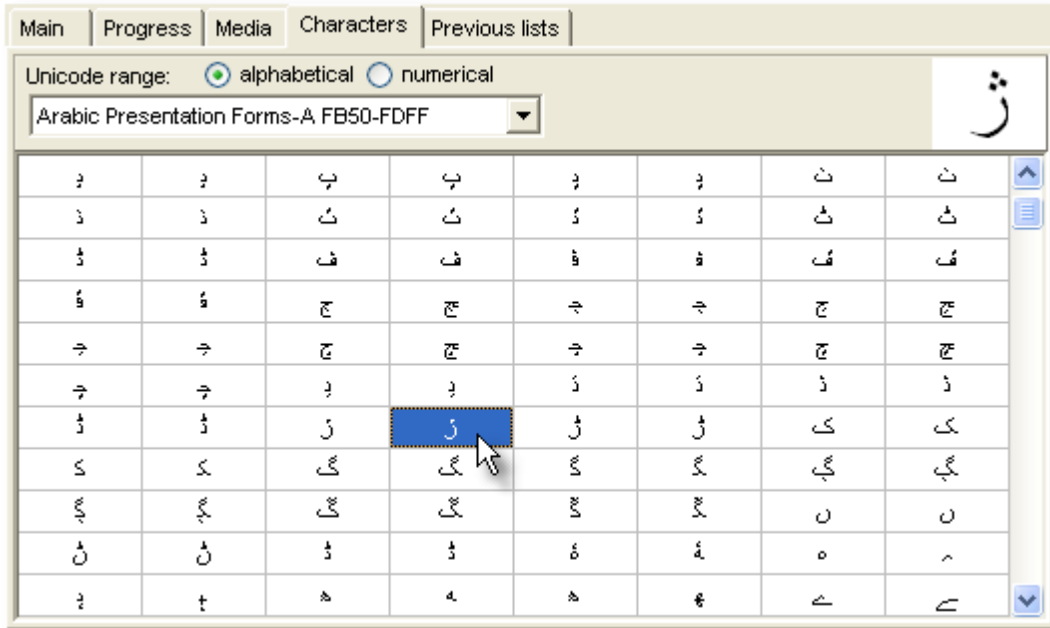 Main Progress Media Characters Previous lists
Unicode range: alphabetical numerical
Arabic Presentation Forms-A FB50-FDFF
ﮋ
ﭘ ﭙ ﭚ ﭛ ﭜ ﭝ ﭞ ﭟ
ﭠ ﭡ ﭢ ﭣ ﭤ ﭥ ﭦ ﭧ
ﭨ ﭩ ﭪ ﭫ ﭬ ﭭ ﭮ ﭯ
ﭰ ﭱ ﭲ ﭳ ﭴ ﭵ ﭶ ﭷ
ﭸ ﭹ ﭺ ﭻ ﭼ ﭽ ﭾ ﭿ
ﮀ ﮁ ﮂ ﮃ ﮄ ﮅ ﮆ ﮇ
ﮈ ﮉ ﮊ ﮋ ﮌ ﮍ ﮎ ﮏ
ﮐ ﮑ ﮒ ﮓ ﮔ ﮕ ﮖ ﮗ
ﮘ ﮙ ﮚ ﮛ ﮜ ﮝ ﮞ ﮟ
ﮠ ﮡ ﮢ ﮣ ﮤ ﮥ ﮦ ﮧ
ﮨ ﮩ ﮪ ﮫ ﮬ ﮭ ﮮ ﮯ